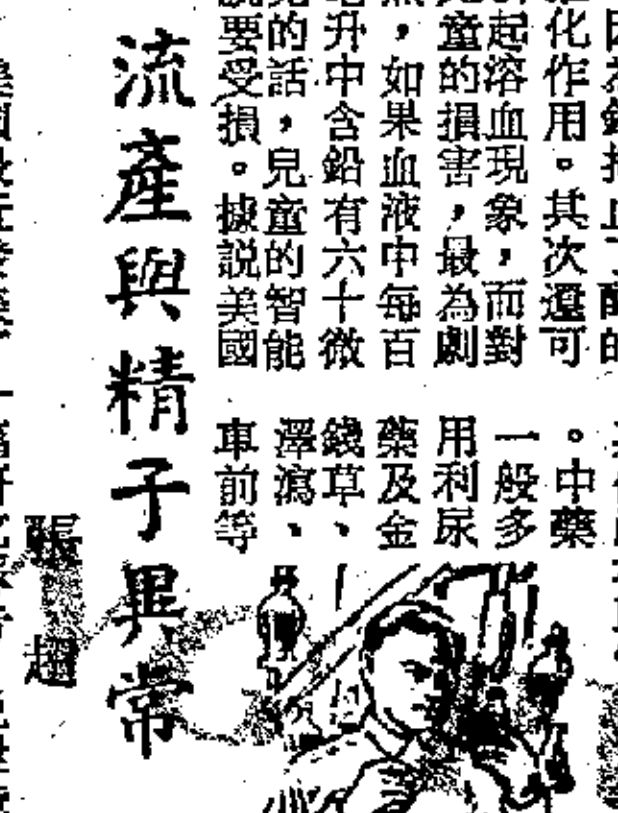 化作用。其次還可
起溶血現象，而對
童的損害，最為劇
，如果血液中每百
升中含鉛有六十微
的話，兒童的智能
要受損。據說美國
。中藥
一般多
用利尿
藥及金
錢草、
澤瀉、
車前等
流產與精子異常
張